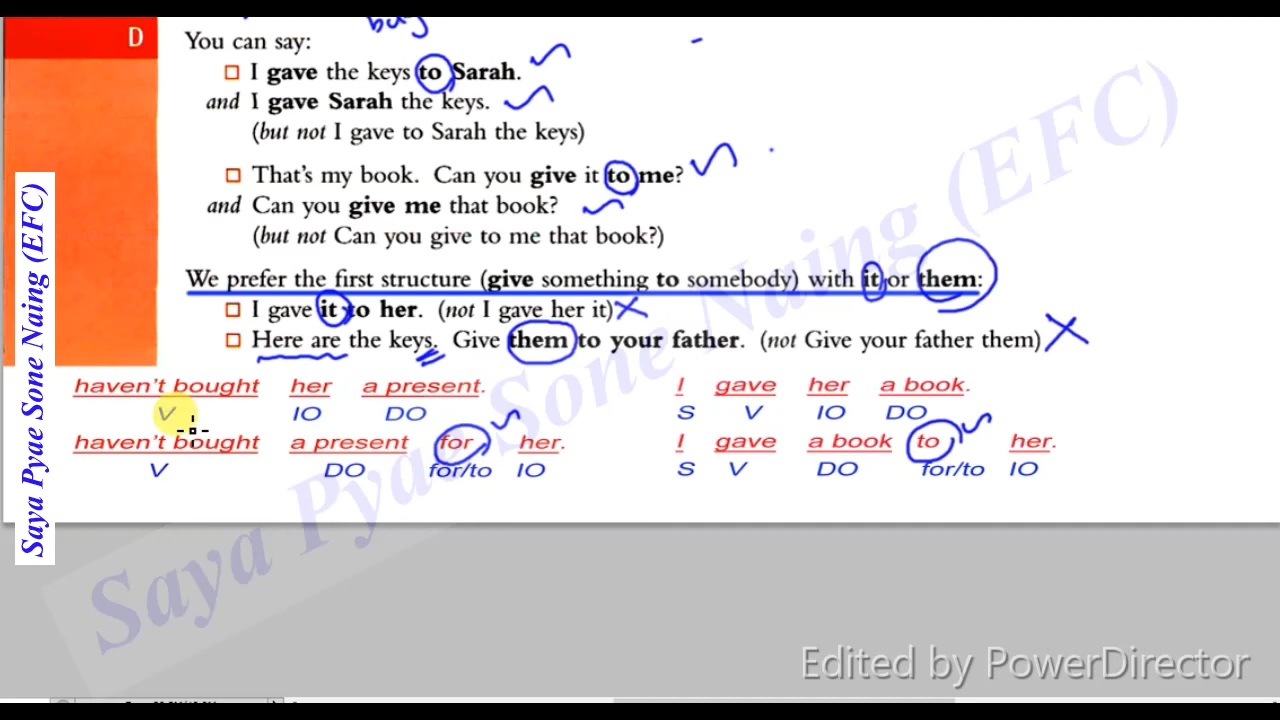 buy
D
You can say:
I gave the keys to Sarah.
and I gave Sarah the keys.
(but not I gave to Sarah the keys)
That's my book. Can you give it to me?
and Can you give me that book?
(but not Can you give to me that book?)
We prefer the first structure (give something to somebody) with it or them:
I gave it to her. (not I gave her it)
Here are the keys. Give them to your father. (not Give your father them)
haven't bought her a present. I gave her a book.
V IO DO S V IO DO
haven't bought a present for her. I gave a book to her.
V DO for/to IO S V DO for/to IO
Saya Pyae Sone Naing (EFC)
Saya Pyae Sone Naing (EFC)
Edited by PowerDirector